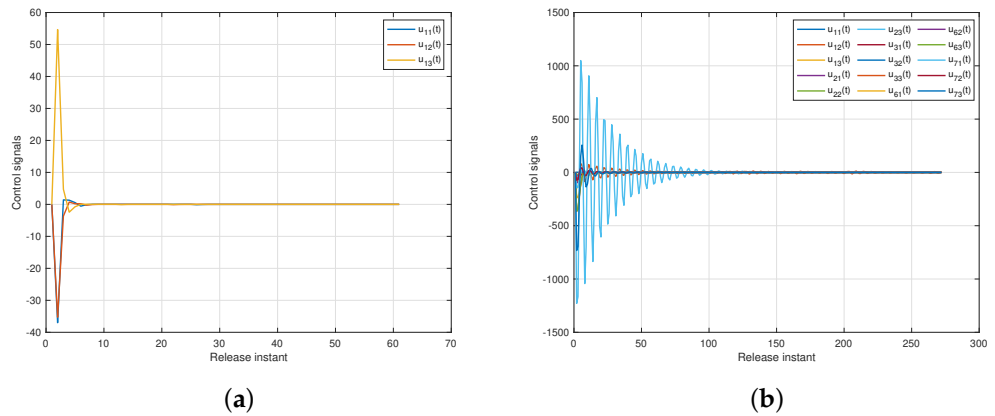 60
50
40
30
20
10
0
-10
-20
-30
-40
Control signals
u11(t)
u12(t)
u13(t)
0 10 20 30 40 50 60 70
Release instant
(a)
1500
1000
500
0
-500
-1000
-1500
Control signals
u11(t) u23(t) u62(t)
u12(t) u31(t) u63(t)
u13(t) u32(t) u71(t)
u21(t) u33(t) u72(t)
u22(t) u61(t) u73(t)
0 50 100 150 200 250 300
Release instant
(b)